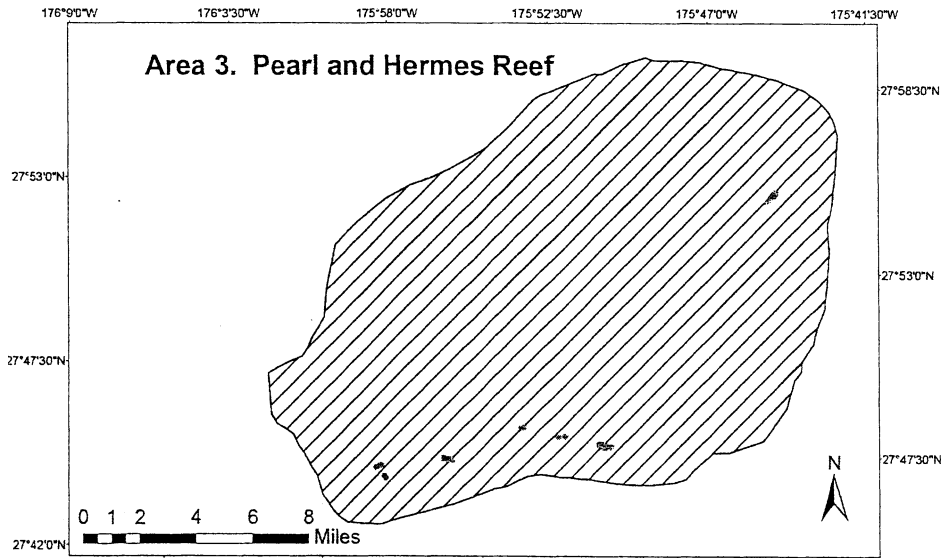 176°9'0"W 176°3'30"W 175°58'0"W 175°52'30"W 175°47'0"W 175°41'30"W
Area 3. Pearl and Hermes Reef
27°58'30"N
27°53'0"N
27°53'0"N
27°47'30"N
27°47'30"N
N
0 1 2 4 6 8
Miles
27°42'0"N